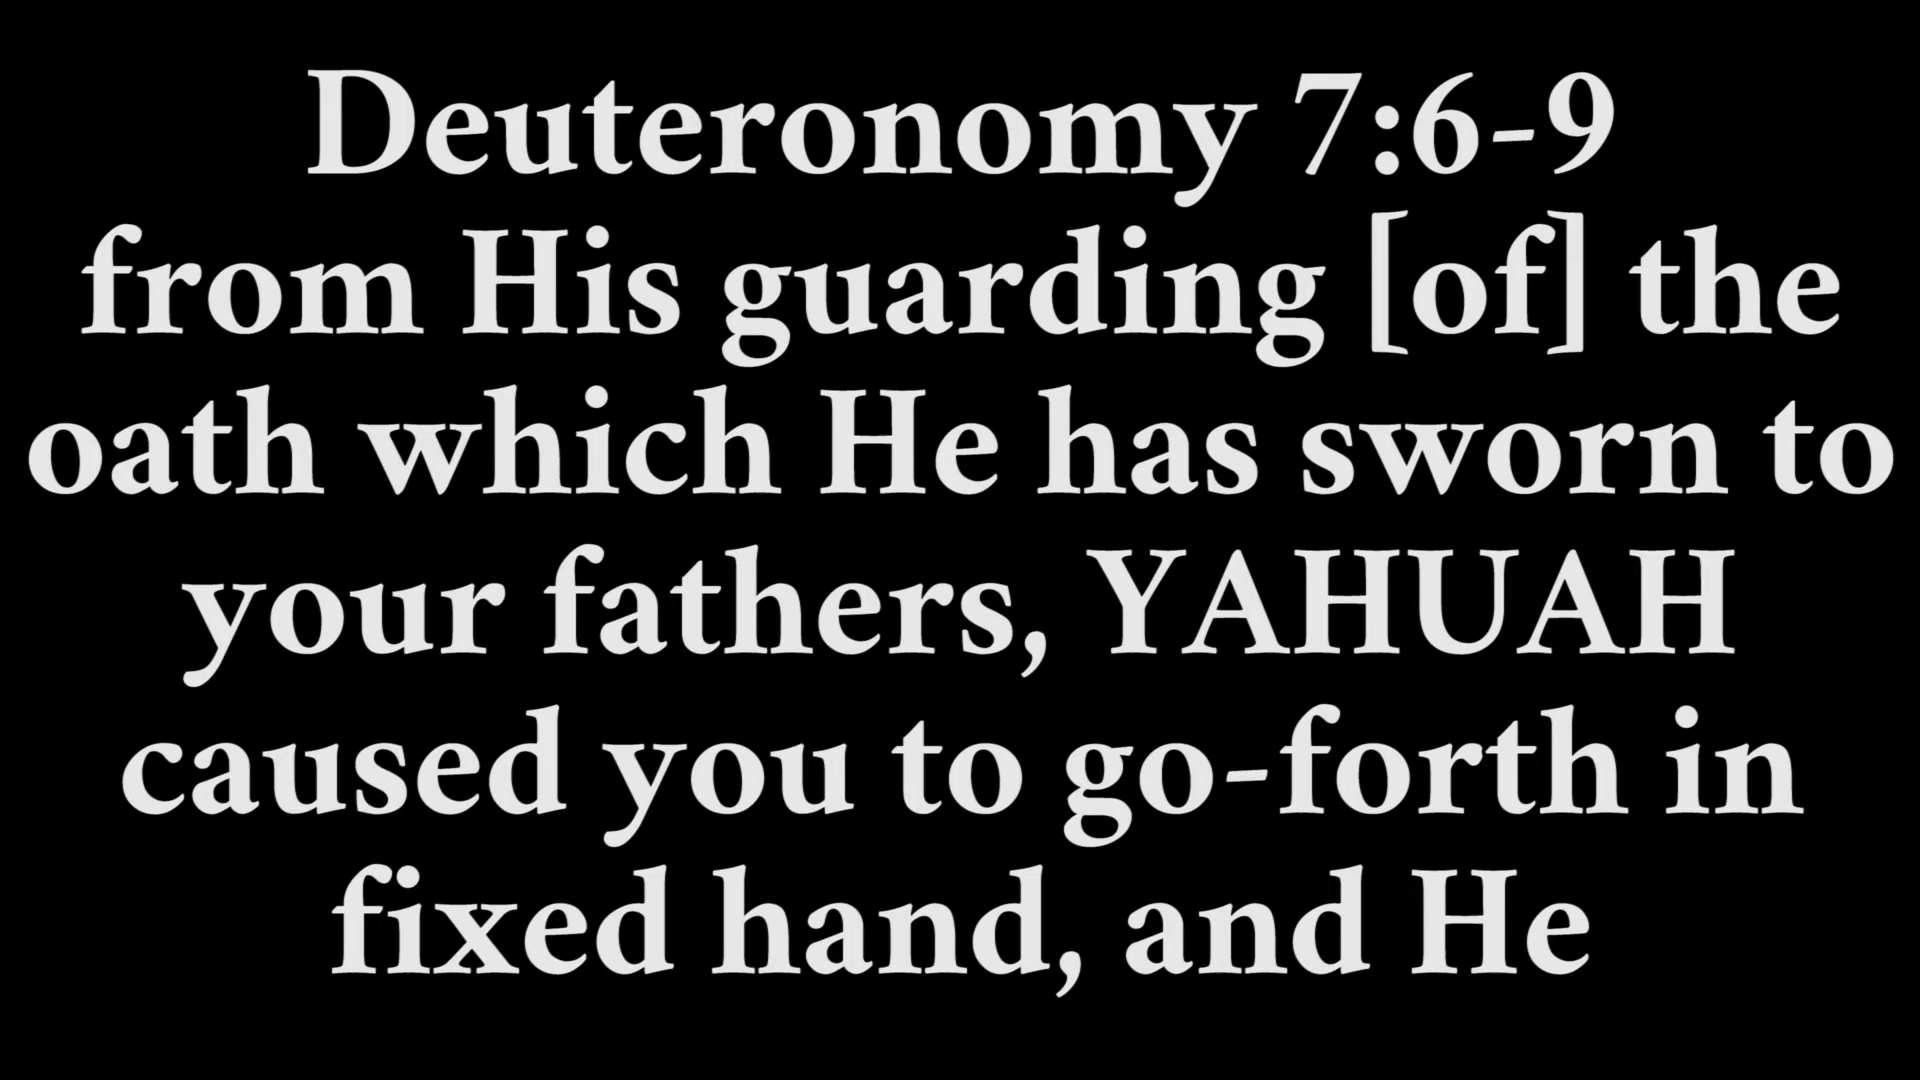 Deuteronomy 7:6-9
from His guarding [of] the
oath which He has sworn to
your fathers, YAHUAH
caused you to go-forth in
fixed hand, and He